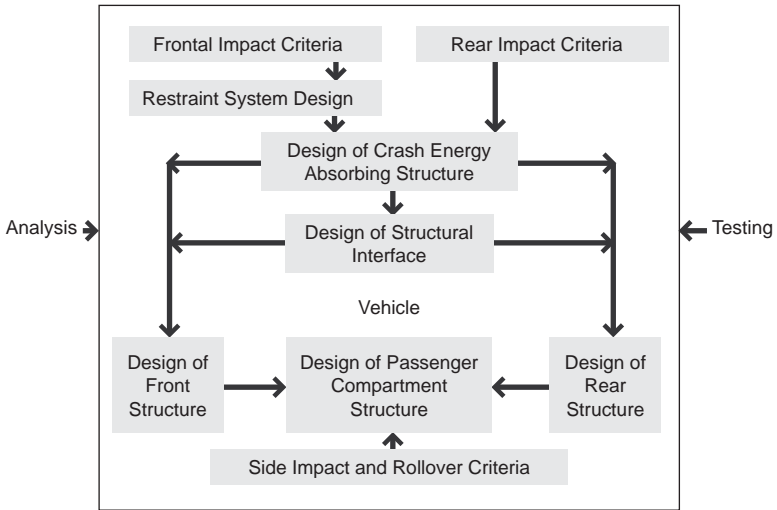 Frontal Impact Criteria
Rear Impact Criteria
Restraint System Design
Design of Crash Energy
Absorbing Structure
Analysis
Testing
Design of Structural
Interface
Vehicle
Design of
Front
Structure
Design of Passenger
Compartment
Structure
Design of
Rear
Structure
Side Impact and Rollover Criteria